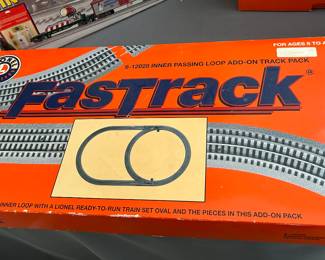 6-12028 INNER PASSING LOOP ADD-ON TRACK PACK
FOR AGES 8 TO A
FASTRACK®
INNER LOOP WITH A LIONEL READY-TO-RUN TRAIN SET OVAL AND THE PIECES IN THIS ADD-ON PACK